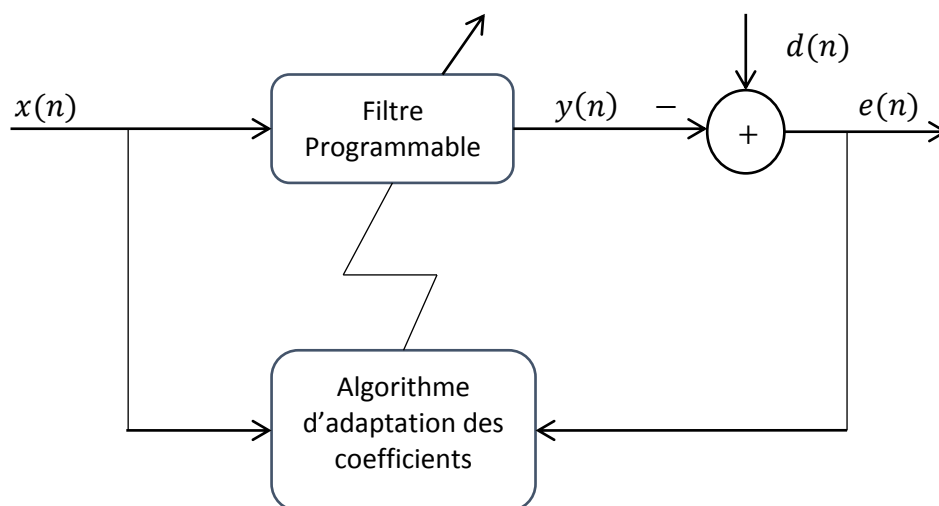 d(n)
x(n)
Filtre
Programmable
y(n)
−
+
e(n)
Algorithme
d’adaptation des
coefficients